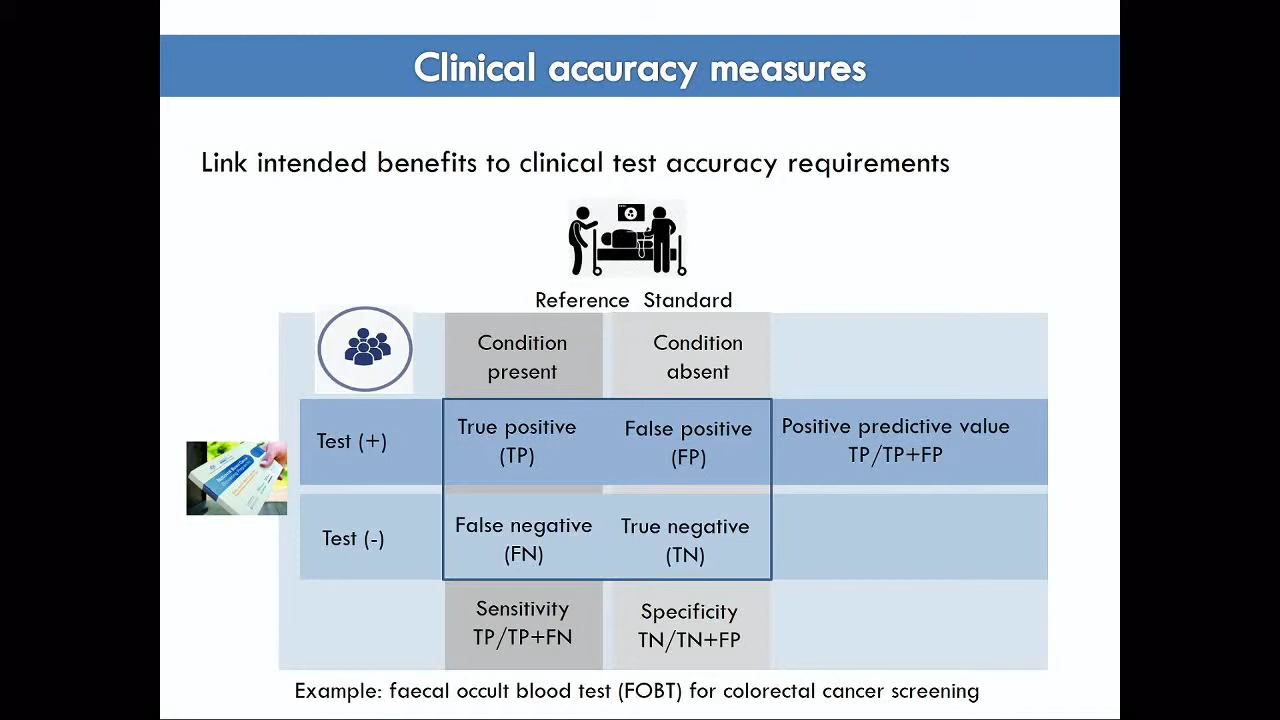 Clinical accuracy measures
Link intended benefits to clinical test accuracy requirements
Reference Standard
Condition present
Condition absent
Test (+)
True positive (TP)
False positive (FP)
Positive predictive value TP/TP+FP
Test (-)
False negative (FN)
True negative (TN)
Sensitivity TP/TP+FN
Specificity TN/TN+FP
Example: faecal occult blood test (FOBT) for colorectal cancer screening